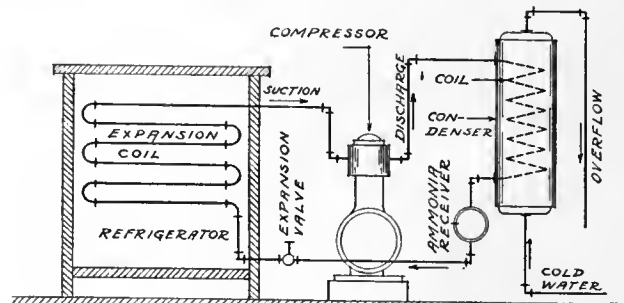 COMPRESSOR
SUCTION
DISCHARGE
COIL
CON-
DENSER
OVERFLOW
EXPANSION
COIL
EXPANSION
VALVE
AMMONIA
RECEIVER
REFRIGERATOR
COLD
WATER